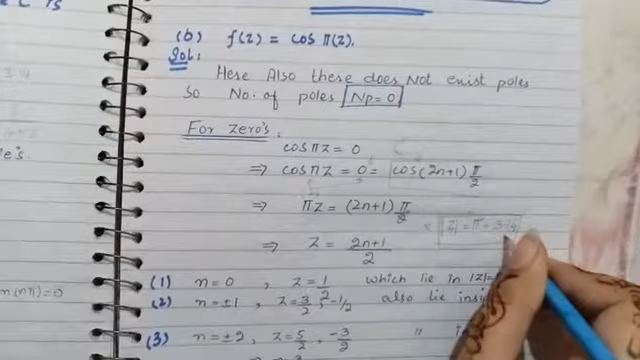 (b) f(z) = cos π(z).
Sol:
Here Also there does Not exist poles
So No. of poles Np = 0
For Zero's.
cos πz = 0
⇒ cos πz = 0 = cos (2n+1) π/2
⇒ πz = (2n+1) π/2
|z| = π = 3.14
⇒ z = 2n+1/2
(1) n = 0 , z = 1/2 which lie in |z|=
(2) n = ±1 , z = 3/2 , -1/2 also lie
(3) n = ±2 , z = 5/2 , -3/2 " in
n(nπ)=0